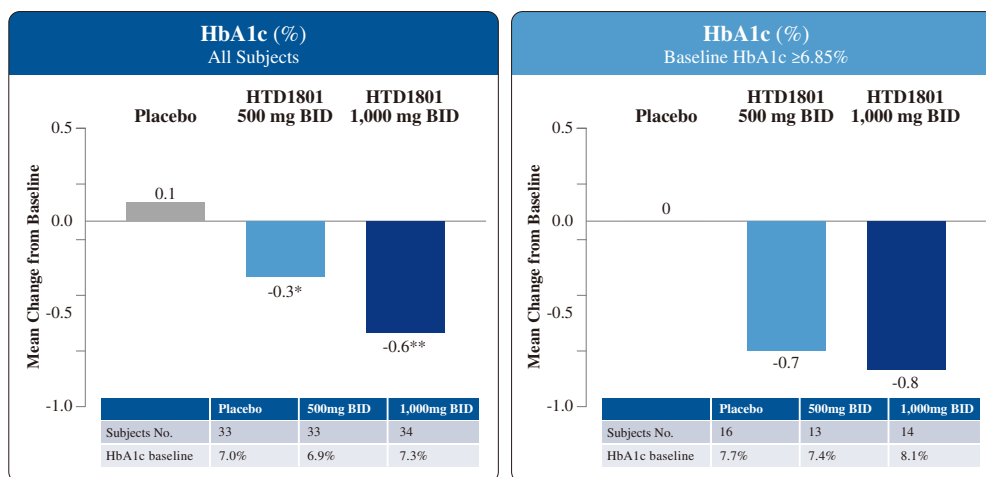 HbA1c (%)
All Subjects
Placebo
HTD1801
500 mg BID
HTD1801
1,000 mg BID
Mean Change from Baseline
0.5
0.0
-0.5
-1.0
0.1
-0.3*
-0.6**
Placebo 500mg BID 1,000mg BID
Subjects No. 33 33 34
HbA1c baseline 7.0% 6.9% 7.3%
HbA1c (%)
Baseline HbA1c ≥6.85%
Placebo
HTD1801
500 mg BID
HTD1801
1,000 mg BID
Mean Change from Baseline
0.5
0.0
-0.5
-1.0
0
-0.7
-0.8
Placebo 500mg BID 1,000mg BID
Subjects No. 16 13 14
HbA1c baseline 7.7% 7.4% 8.1%